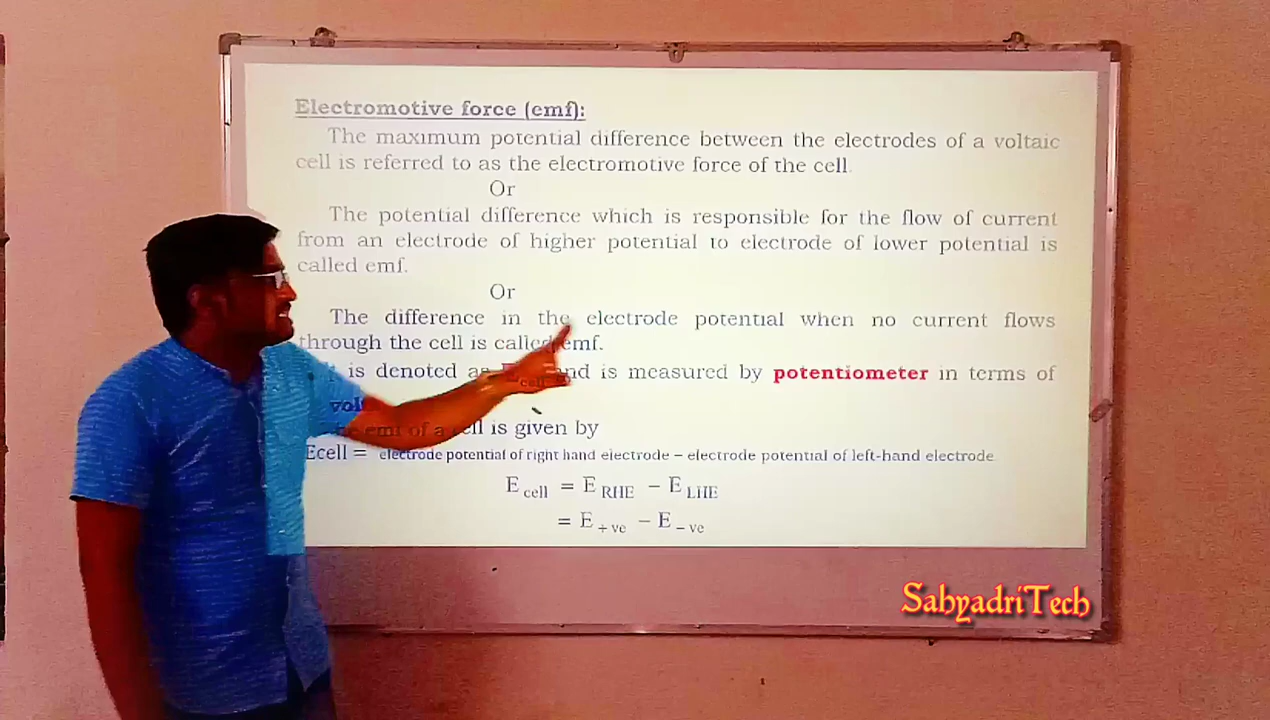 Electromotive force (emf):
The maximum potential difference between the electrodes of a voltaic
cell is referred to as the electromotive force of the cell.
Or
The potential difference which is responsible for the flow of current
from an electrode of higher potential to electrode of lower potential is
called emf.
Or
The difference in the electrode potential when no current flows
through the cell is called emf.
is denoted as E cell and is measured by potentiometer in terms of
emf of a cell is given by
Ecell = electrode potential of right hand electrode – electrode potential of left-hand electrode
E cell = E RHE – E LHE
= E +ve – E – ve
SahyadriTech